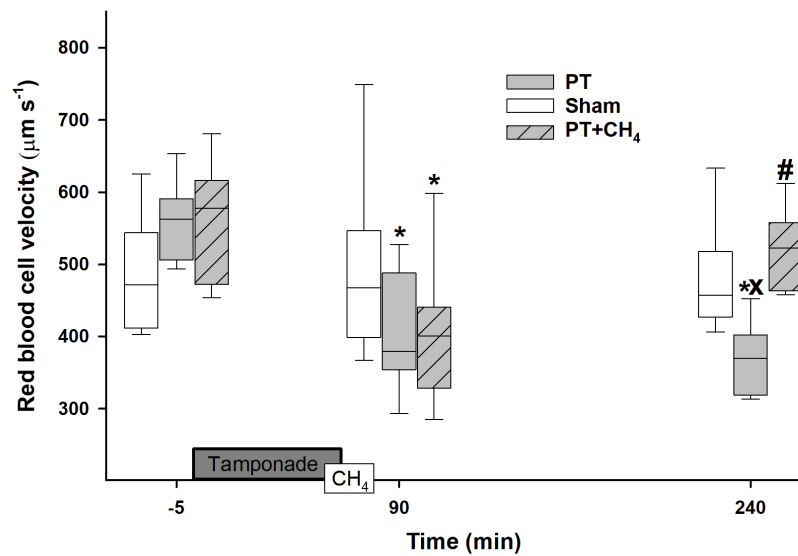 800
700
600
500
400
300
Red blood cell velocity (μm s⁻¹)
PT
Sham
PT+CH₄
*
*
*x
#
Tamponade
CH₄
-5
90
240
Time (min)